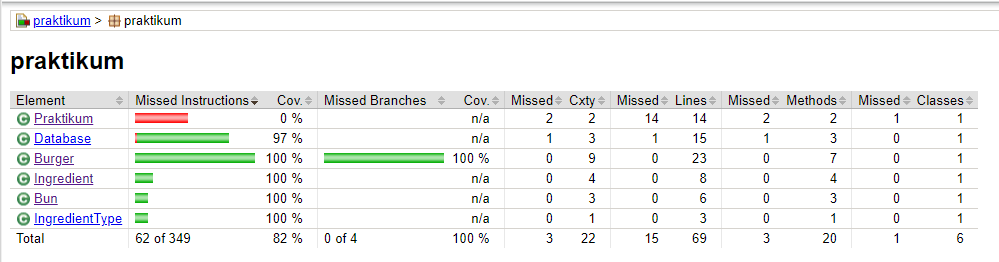 praktikum > praktikum
praktikum
Element Missed Instructions Cov. Missed Branches Cov. Missed Cxty Missed Lines Missed Methods Missed Classes
Praktikum 0 % n/a 2 2 14 14 2 2 1 1
Database 97 % n/a 1 3 1 15 1 3 0 1
Burger 100 % 100 % 0 9 0 23 0 7 0 1
Ingredient 100 % n/a 0 4 0 8 0 4 0 1
Bun 100 % n/a 0 3 0 6 0 3 0 1
IngredientType 100 % n/a 0 1 0 3 0 1 0 1
Total 62 of 349 82 % 0 of 4 100 % 3 22 15 69 3 20 1 6